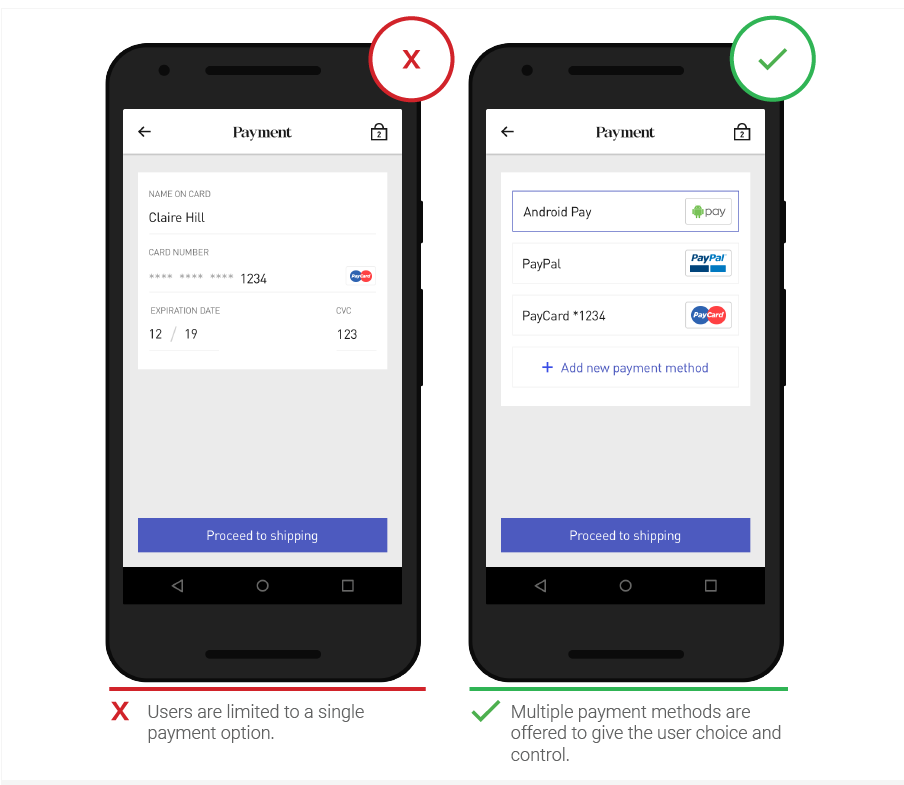 X
Payment
2
NAME ON CARD
Claire Hill
CARD NUMBER
**** **** **** 1234
PayCard
EXPIRATION DATE
CVC
12 / 19
123
Proceed to shipping
X Users are limited to a single
payment option.
Payment
2
Android Pay
pay
PayPal
PayPal
PayCard *1234
PayCard
+ Add new payment method
Proceed to shipping
Multiple payment methods are
offered to give the user choice and
control.